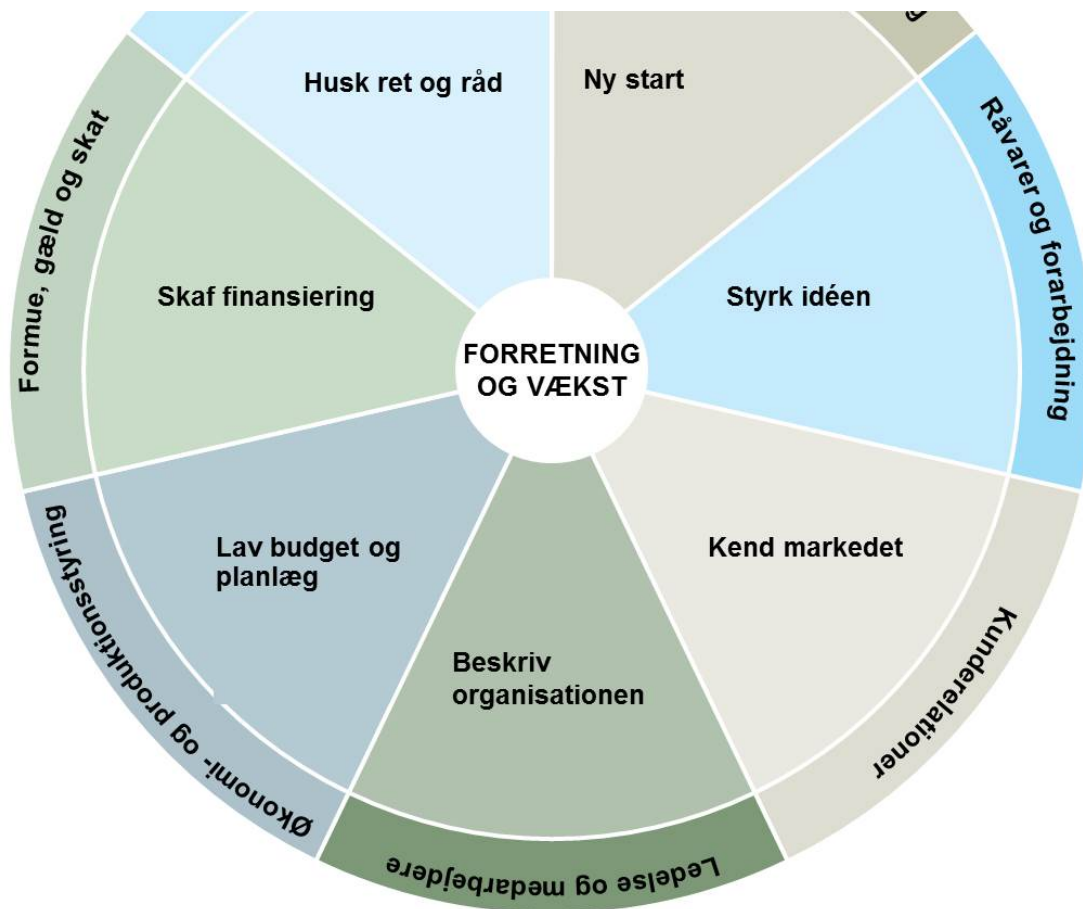 Husk ret og råd
Ny start
Råvarer og forarbejdning
Styrk idéen
Kunderelationer
Kend markedet
Ledelse og medarbejdere
Beskriv
organisationen
Økonomi- og produktionsstyring
Lav budget og
planlæg
Formue, gæld og skat
Skaf finansiering
FORRETNING
OG VÆKST